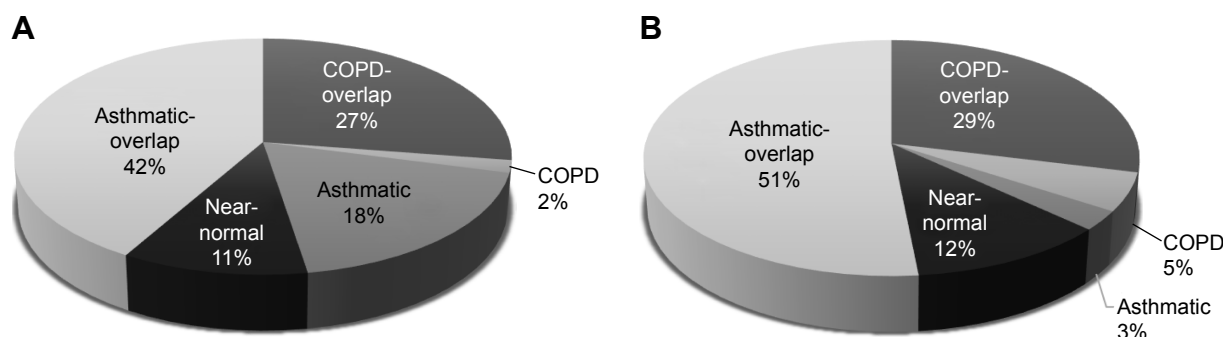 A
COPD-
overlap
27%
Asthmatic-
overlap
42%
COPD
2%
Asthmatic
18%
Near-
normal
11%
B
COPD-
overlap
29%
Asthmatic-
overlap
51%
Near-
normal
12%
COPD
5%
Asthmatic
3%